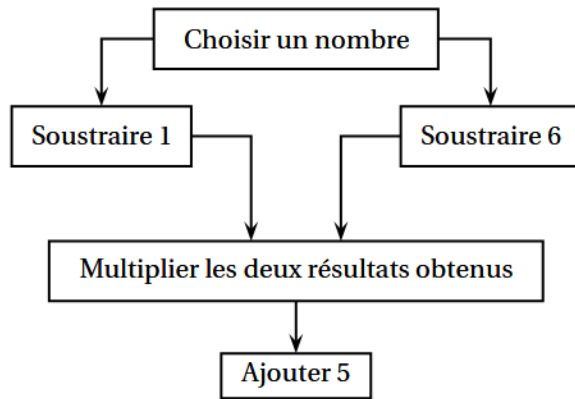 Choisir un nombre
Soustraire 1
Soustraire 6
Multiplier les deux résultats obtenus
Ajouter 5